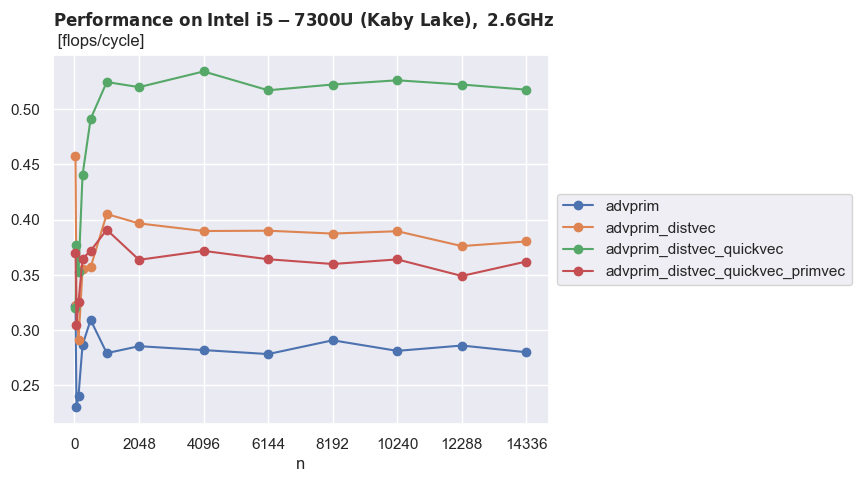 Performance on Intel i5 − 7300U (Kaby Lake), 2.6GHz
[flops/cycle]
0.50
0.45
0.40
0.35
0.30
0.25
0 2048 4096 6144 8192 10240 12288 14336
n
advprim
advprim_distvec
advprim_distvec_quickvec
advprim_distvec_quickvec_primvec